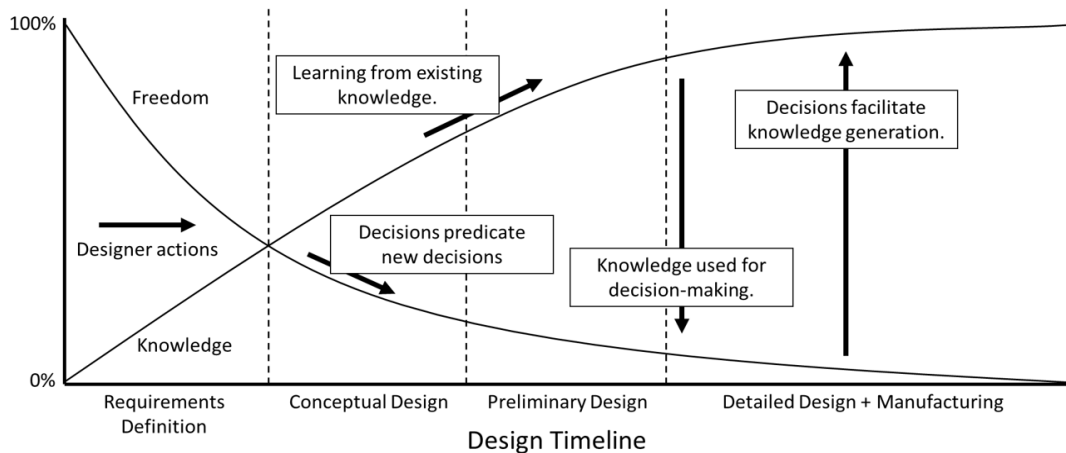 100%
Freedom
Learning from existing
knowledge.
Decisions facilitate
knowledge generation.
Designer actions
Decisions predicate
new decisions
Knowledge used for
decision-making.
Knowledge
0%
Requirements
Definition
Conceptual Design
Preliminary Design
Detailed Design + Manufacturing
Design Timeline